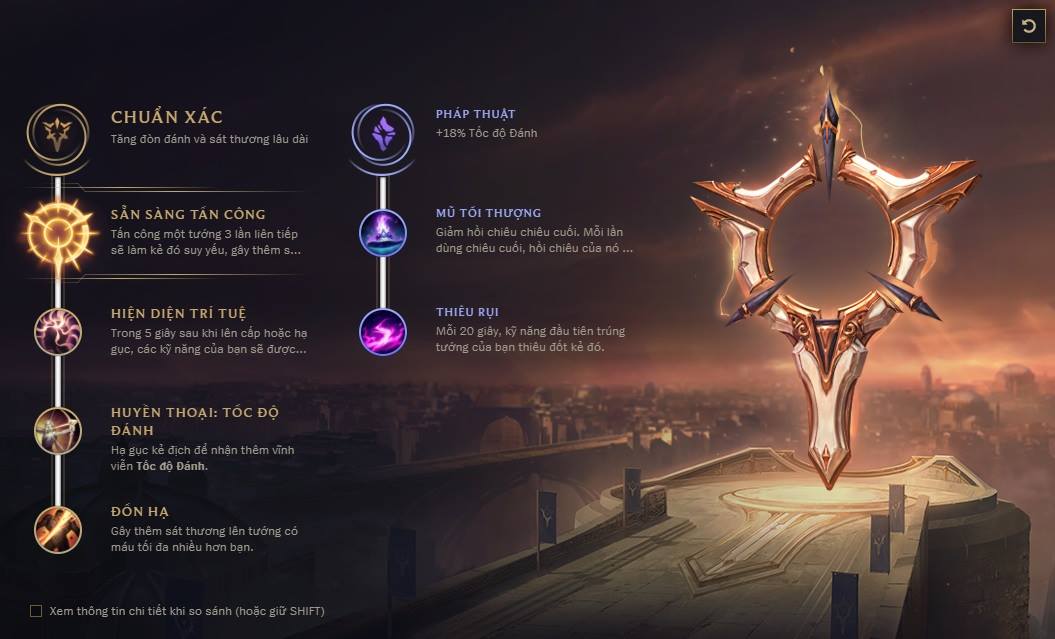 CHUẨN XÁC
Tăng đòn đánh và sát thương lâu dài
SẴN SÀNG TẤN CÔNG
Tấn công một tướng 3 lần liên tiếp
sẽ làm kẻ đó suy yếu, gây thêm s...
HIỆN DIỆN TRÍ TUỆ
Trong 5 giây sau khi lên cấp hoặc hạ
gục, các kỹ năng của bạn sẽ được...
HUYỀN THOẠI: TỐC ĐỘ
ĐÁNH
Hạ gục kẻ địch để nhận thêm vĩnh
viễn Tốc độ Đánh.
ĐỐN HẠ
Gây thêm sát thương lên tướng có
máu tối đa nhiều hơn bạn.
PHÁP THUẬT
+18% Tốc độ Đánh
MŨ TỐI THƯỢNG
Giảm hồi chiêu chiêu cuối. Mỗi lần
dùng chiêu cuối, hồi chiêu của nó ...
THIÊU RỤI
Mỗi 20 giây, kỹ năng đầu tiên trúng
tướng của bạn thiêu đốt kẻ đó.
Xem thông tin chi tiết khi so sánh (hoặc giữ SHIFT)